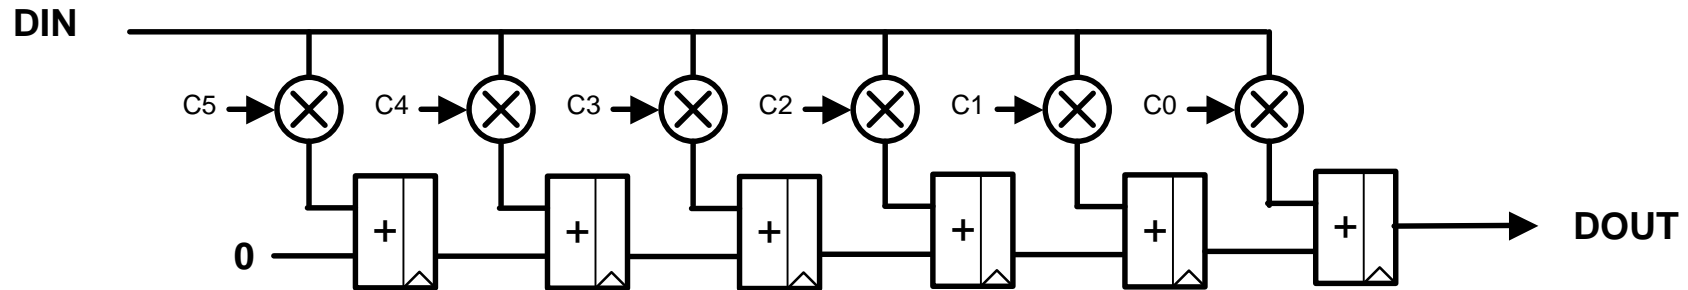 DIN
C5 C4 C3 C2 C1 C0
+ + + + + +
0
DOUT